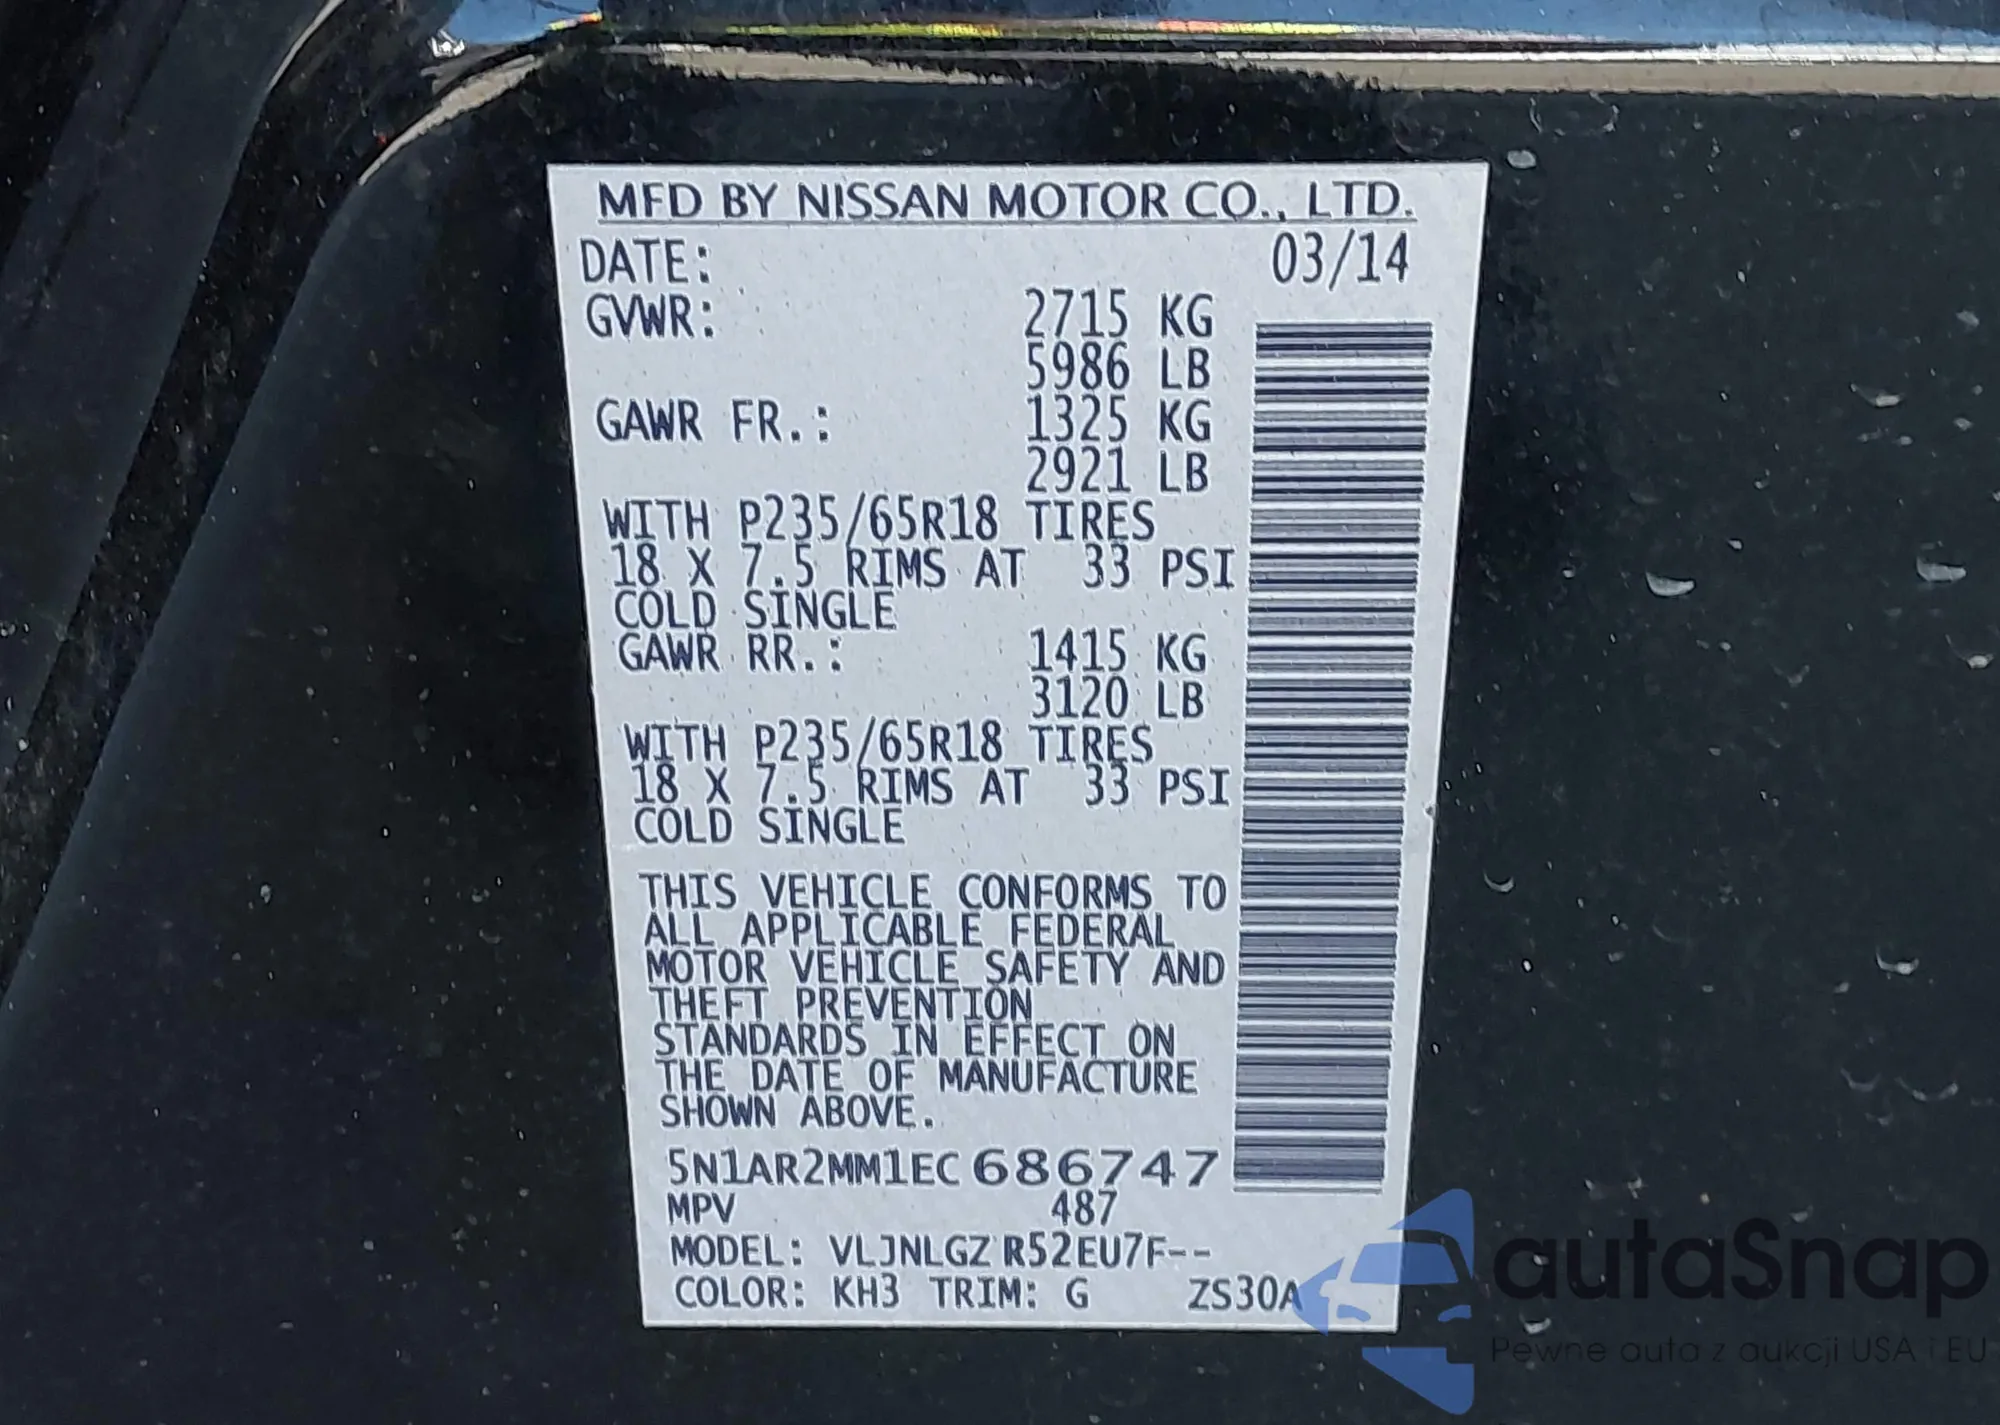 MFD BY NISSAN MOTOR CO., LTD.
DATE: 03/14
GVWR: 2715 KG
5986 LB
GAWR FR.: 1325 KG
2921 LB
WITH P235/65R18 TIRES
18 X 7.5 RIMS AT 33 PSI
COLD SINGLE
GAWR RR.: 1415 KG
3120 LB
WITH P235/65R18 TIRES
18 X 7.5 RIMS AT 33 PSI
COLD SINGLE
THIS VEHICLE CONFORMS TO
ALL APPLICABLE FEDERAL
MOTOR VEHICLE SAFETY AND
THEFT PREVENTION
STANDARDS IN EFFECT ON
THE DATE OF MANUFACTURE
SHOWN ABOVE.
5N1AR2MM1EC686747
MPV 487
MODEL: VLJNLGZ R52EU7F--
COLOR: KH3 TRIM: G ZS30A
autaSnap
Pewne auta z aukcji USA i EU